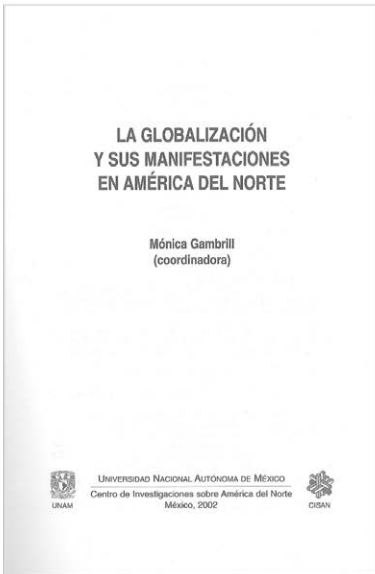 LA GLOBALIZACIÓN
Y SUS MANIFESTACIONES
EN AMÉRICA DEL NORTE
Mónica Gambrill
(coordinadora)
UNIVERSIDAD NACIONAL AUTÓNOMA DE MÉXICO
Centro de Investigaciones sobre América del Norte
México, 2002
UNAM
CISAN